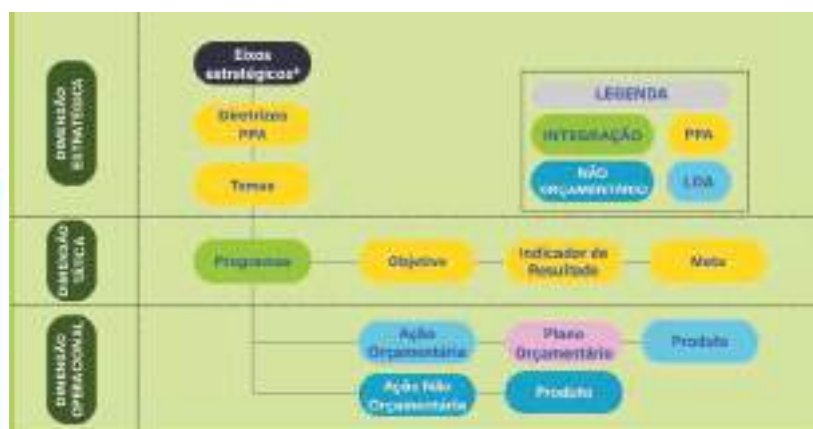 DIMENSÃO
ESTRATÉGICA
Eixos
estratégicos*
Diretrizes
PPA
Temas
LEGENDA
INTEGRAÇÃO
PPA
NÃO
ORÇAMENTÁRIO
LOA
DIMENSÃO
TÁTICA
Programas
Objetivo
Indicador de
Resultado
Meta
DIMENSÃO
OPERACIONAL
Ação
Orçamentária
Plano
Orçamentário
Produto
Ação Não
Orçamentária
Produto